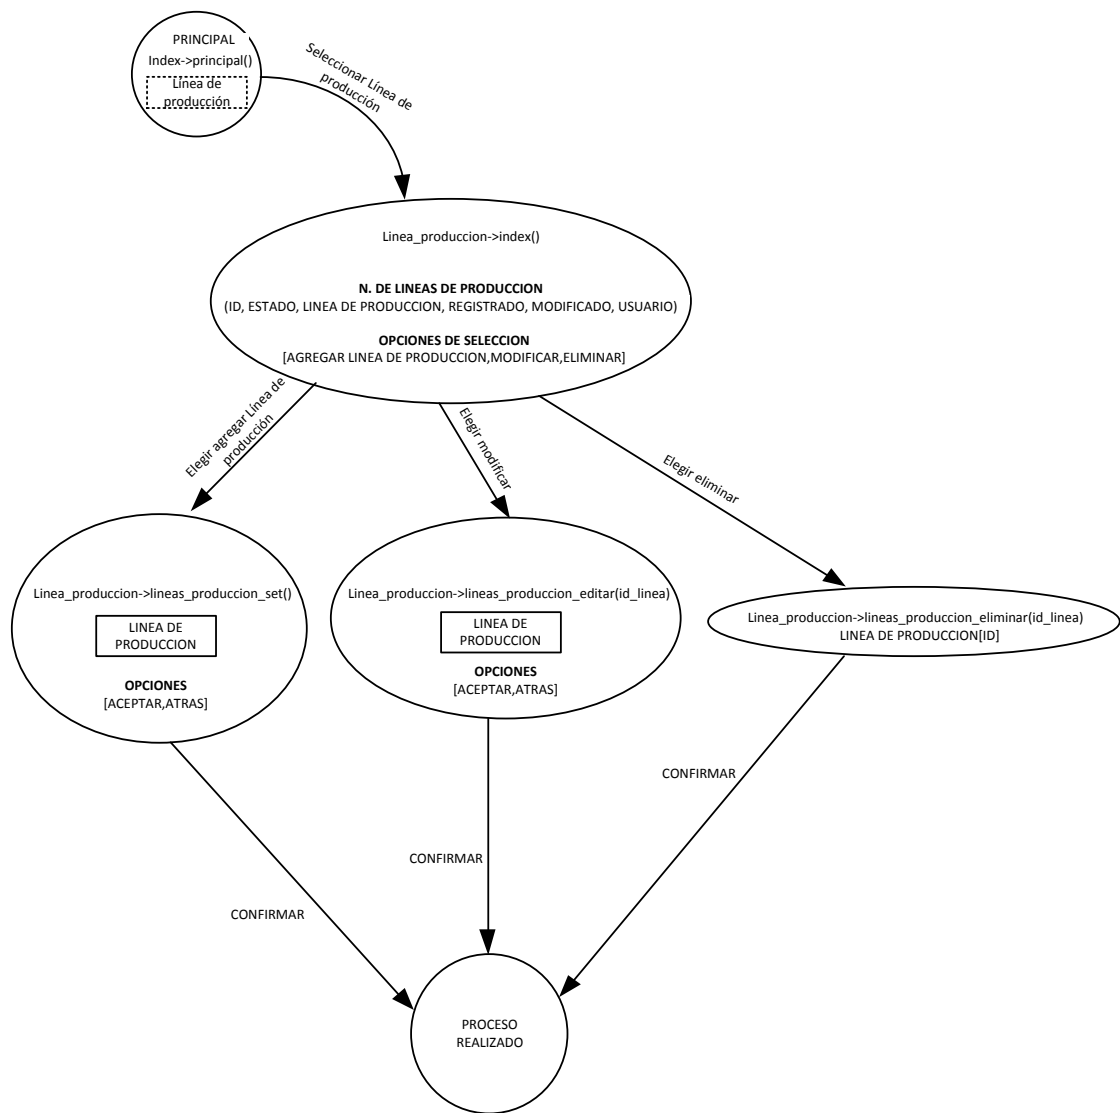 PRINCIPAL
Index->principal()
Línea de
producción
Seleccionar Línea de
producción
Linea_produccion->index()
N. DE LINEAS DE PRODUCCION
(ID, ESTADO, LINEA DE PRODUCCION, REGISTRADO, MODIFICADO, USUARIO)
OPCIONES DE SELECCION
[AGREGAR LINEA DE PRODUCCION,MODIFICAR,ELIMINAR]
Elegir agregar Línea de
producción
Elegir modificar
Elegir eliminar
Linea_produccion->lineas_produccion_set()
LINEA DE
PRODUCCION
OPCIONES
[ACEPTAR,ATRAS]
Linea_produccion->lineas_produccion_editar(id_linea)
LINEA DE
PRODUCCION
OPCIONES
[ACEPTAR,ATRAS]
Linea_produccion->lineas_produccion_eliminar(id_linea)
LINEA DE PRODUCCION[ID]
CONFIRMAR
CONFIRMAR
CONFIRMAR
PROCESO
REALIZADO